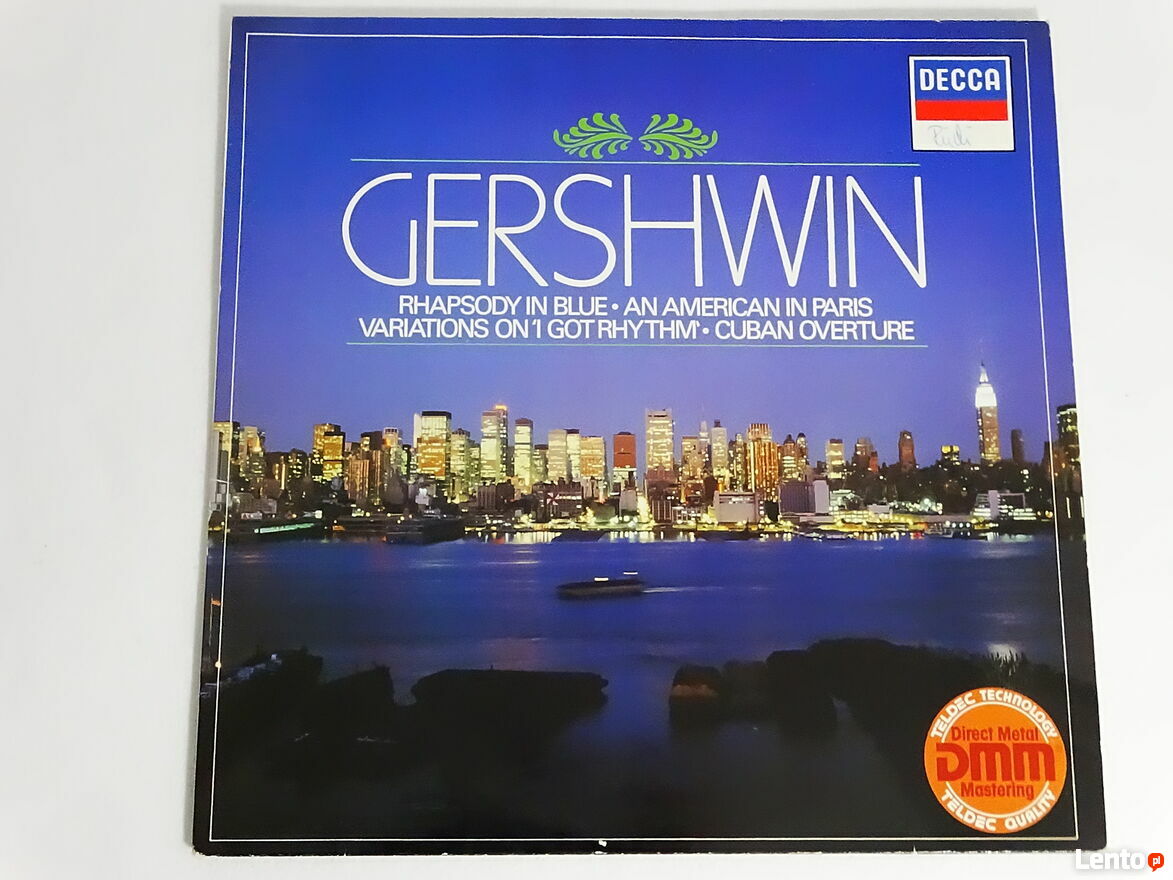 DECCA
GERSHWIN
RHAPSODY IN BLUE • AN AMERICAN IN PARIS
VARIATIONS ON 'I GOT RHYTHM' • CUBAN OVERTURE
TELDEC TECHNOLOGY
Direct Metal
DMM
Mastering
TELDEC QUALITY
Lento pl